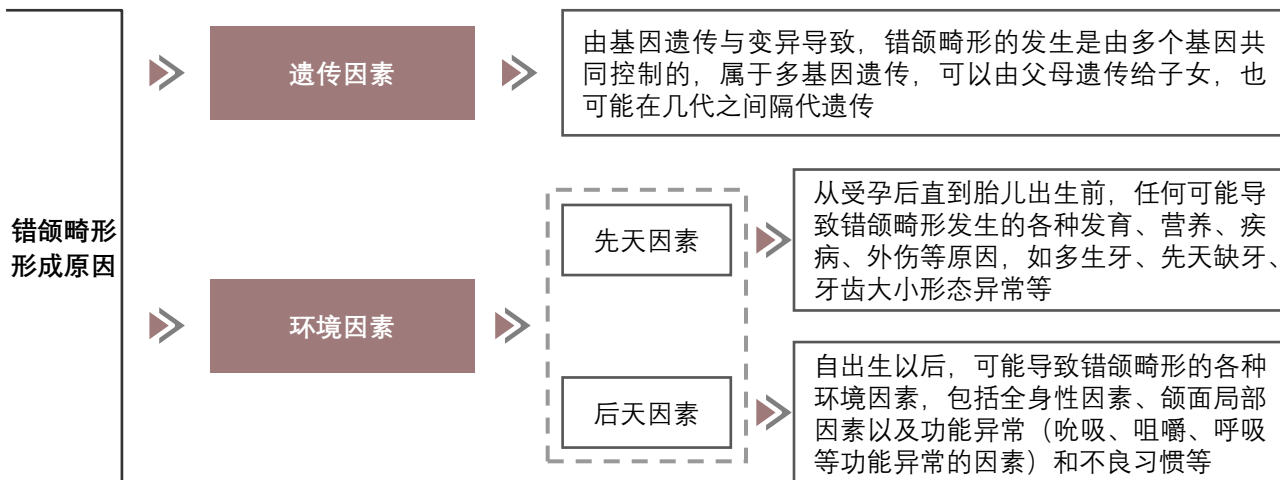 错颌畸形
形成原因
遗传因素
由基因遗传与变异导致，错颌畸形的发生是由多个基因共
同控制的，属于多基因遗传，可以由父母遗传给子女，也
可能在几代之间隔代遗传
环境因素
先天因素
从受孕后直到胎儿出生前，任何可能导
致错颌畸形发生的各种发育、营养、疾
病、外伤等原因，如多生牙、先天缺牙、
牙齿大小形态异常等
后天因素
自出生以后，可能导致错颌畸形的各种
环境因素，包括全身性因素、颌面局部
因素以及功能异常（吮吸、咀嚼、呼吸
等功能异常的因素）和不良习惯等